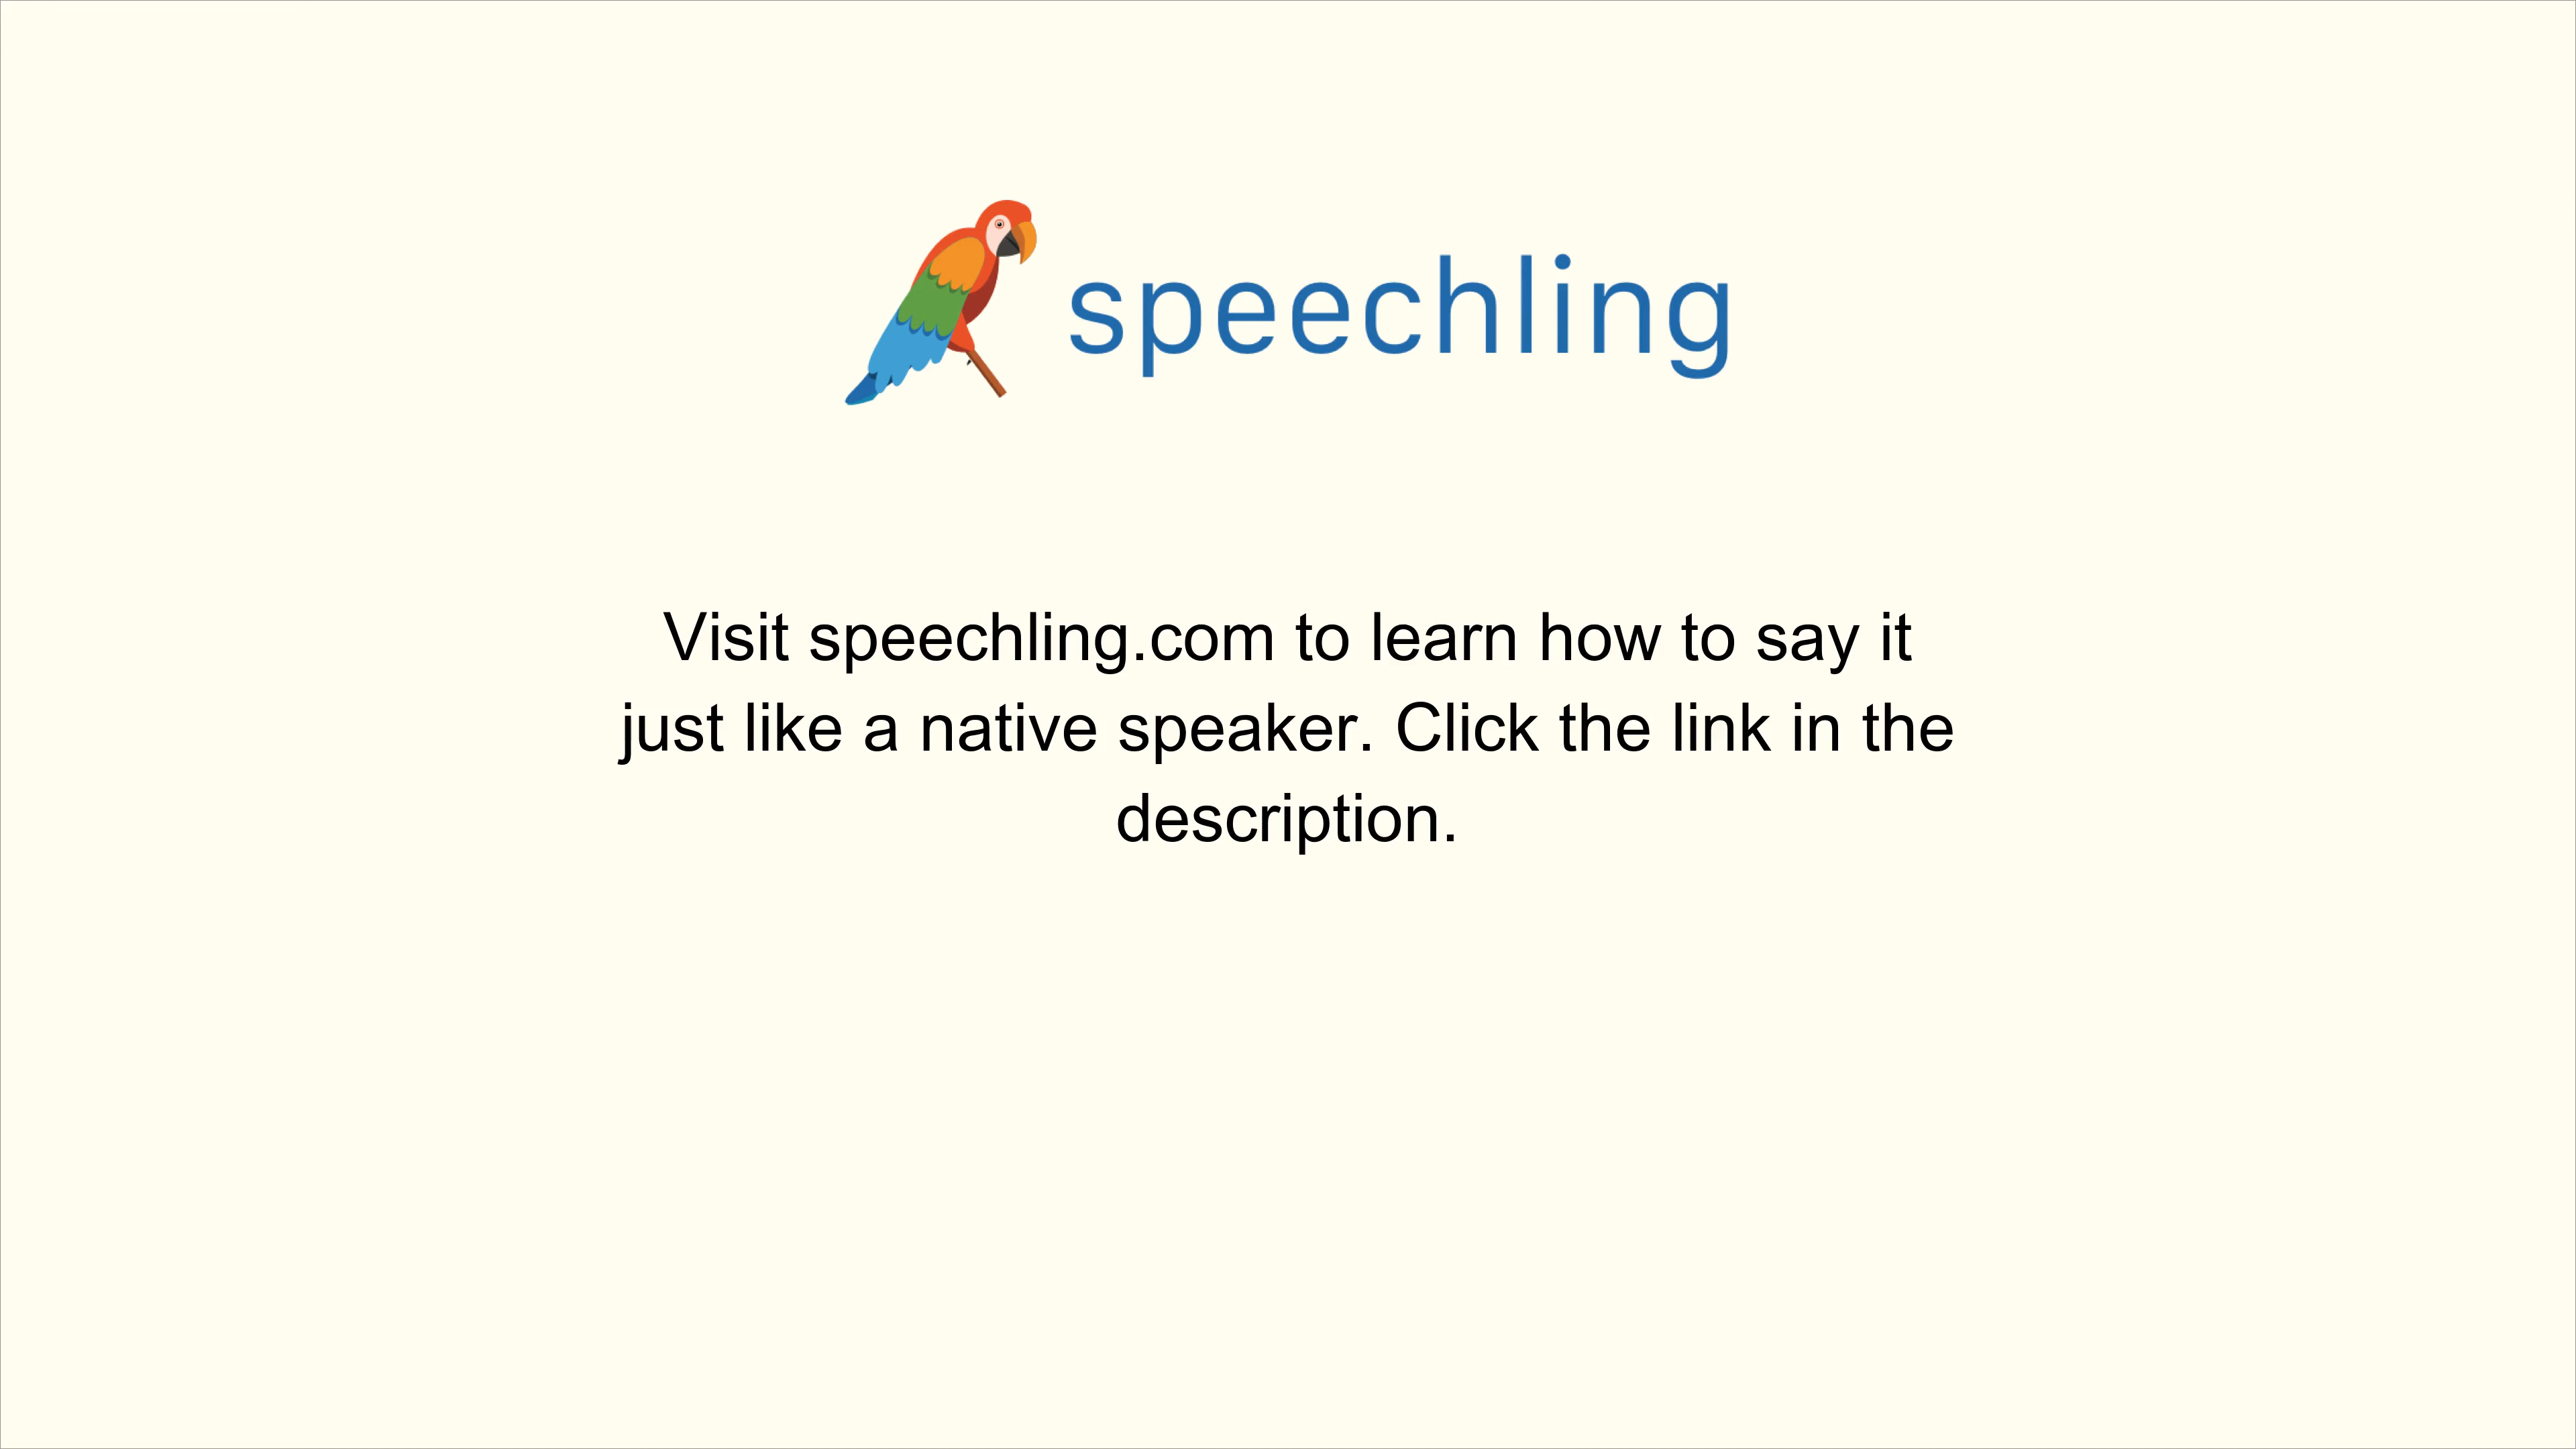 speechling
Visit speechling.com to learn how to say it
just like a native speaker. Click the link in the
description.